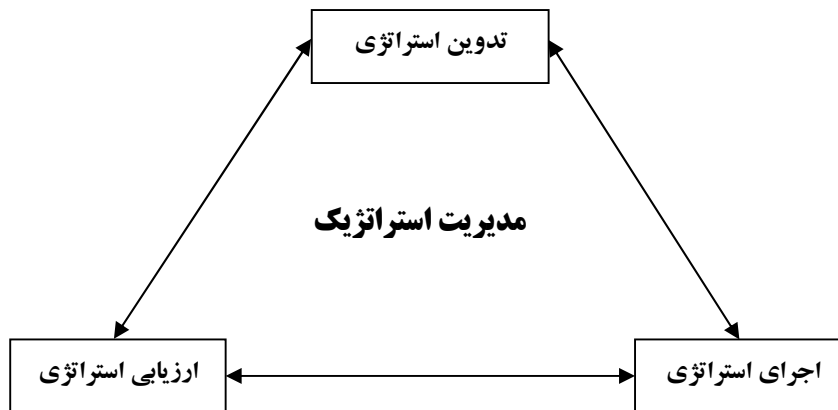 تدوین استراتژی
مدیریت استراتژیک
اجرای استراتژی
ارزیابی استراتژی